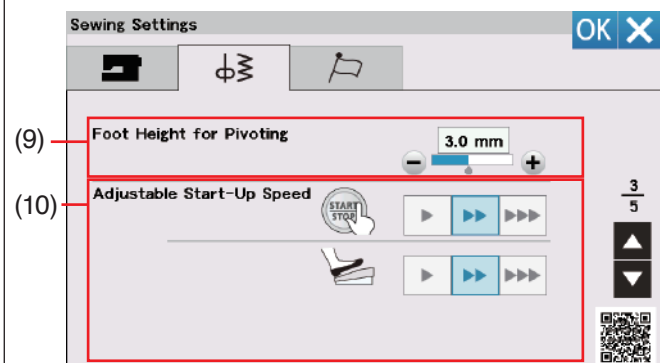 Sewing Settings
OK
(9)
Foot Height for Pivoting
3.0 mm
(10)
Adjustable Start-Up Speed
START
STOP
3
5